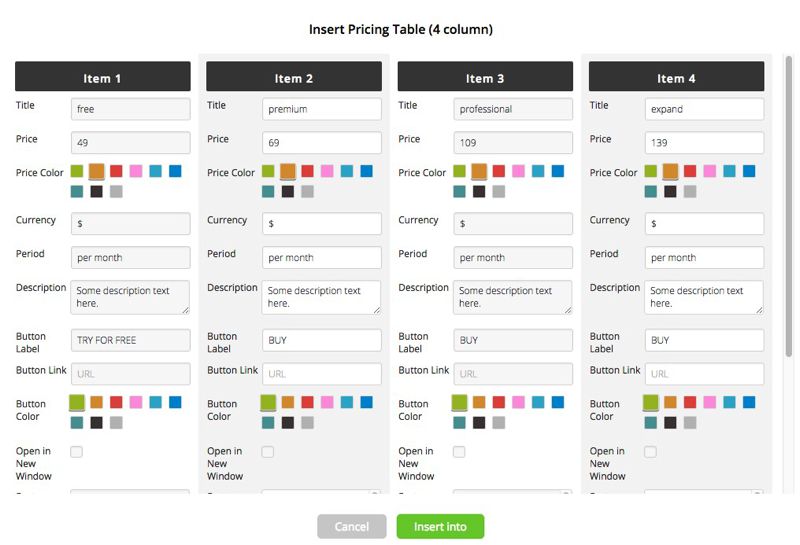 Insert Pricing Table (4 column)
Item 1 Item 2 Item 3 Item 4
Title free Title premium Title professional Title expand
Price 49 Price 69 Price 109 Price 139
Price Color Price Color Price Color Price Color
Currency $ Currency $ Currency $ Currency $
Period per month Period per month Period per month Period per month
Description Some description text Description Some description text Description Some description text Description Some description text
here. here. here. here.
Button TRY FOR FREE Button BUY Button BUY Button BUY
Label Label Label Label
Button Link URL Button Link URL Button Link URL Button Link URL
Button Button Button Button
Color Color Color Color
Open in Open in Open in Open in
New New New New
Window Window Window Window
Cancel Insert Into